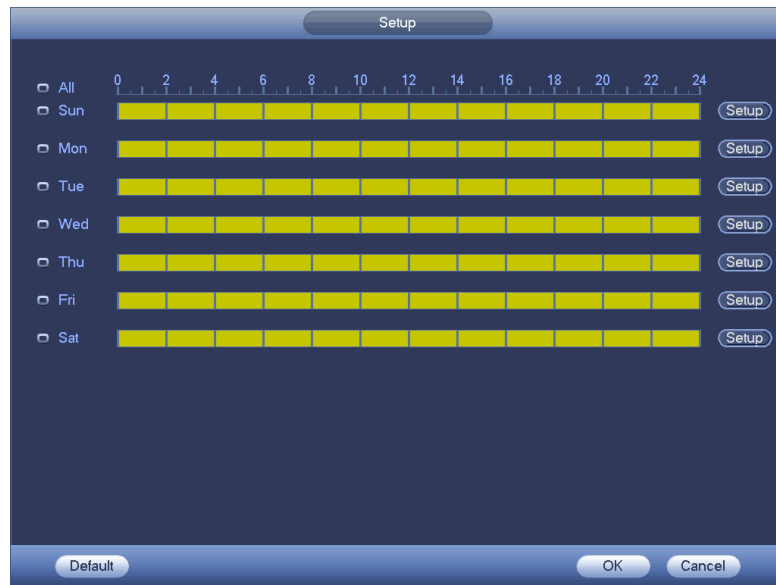 Setup
All 0 2 4 6 8 10 12 14 16 18 20 22 24
Sun Setup
Mon Setup
Tue Setup
Wed Setup
Thu Setup
Fri Setup
Sat Setup
Default OK Cancel